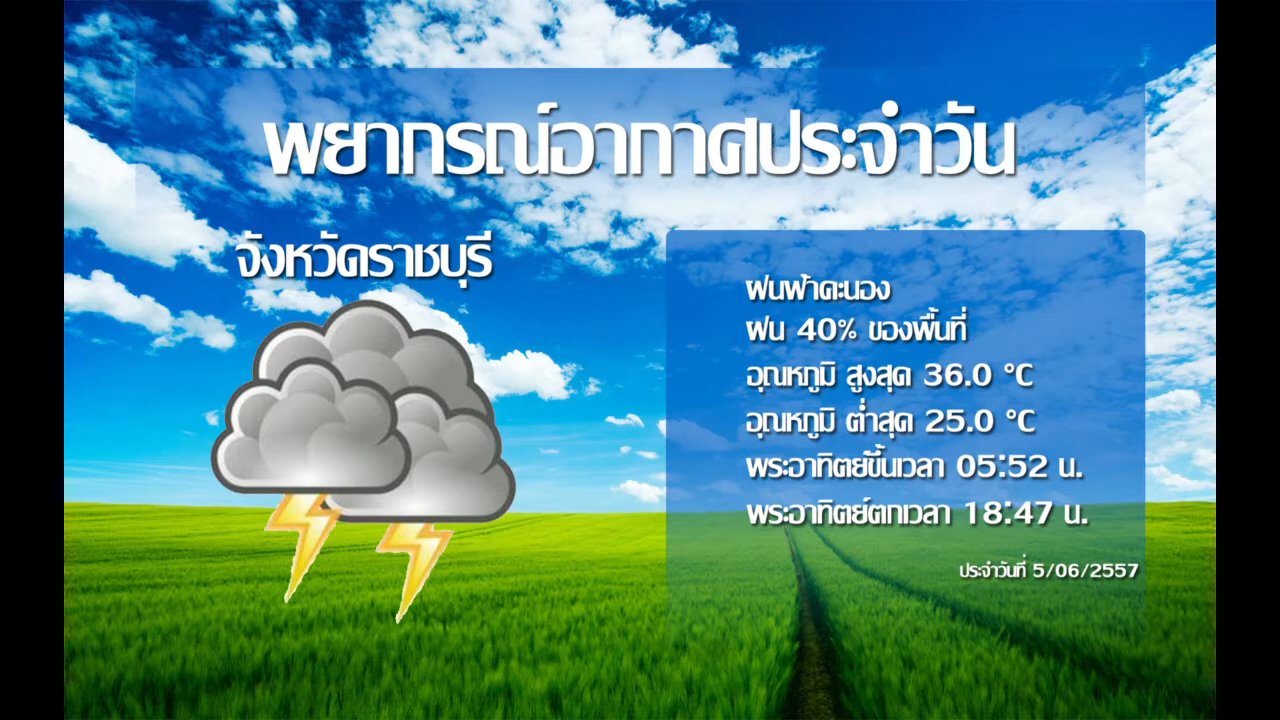 พยากรณ์อากาศประจำวัน
จังหวัดราชบุรี
ฝนฟ้าคะนอง
ฝน 40% ของพื้นที่
อุณหภูมิ สูงสุด 36.0 °C
อุณหภูมิ ต่ำสุด 25.0 °C
พระอาทิตย์ขึ้นเวลา 05:52 น.
พระอาทิตย์ตกเวลา 18:47 น.
ประจำวันที่ 5/06/2557